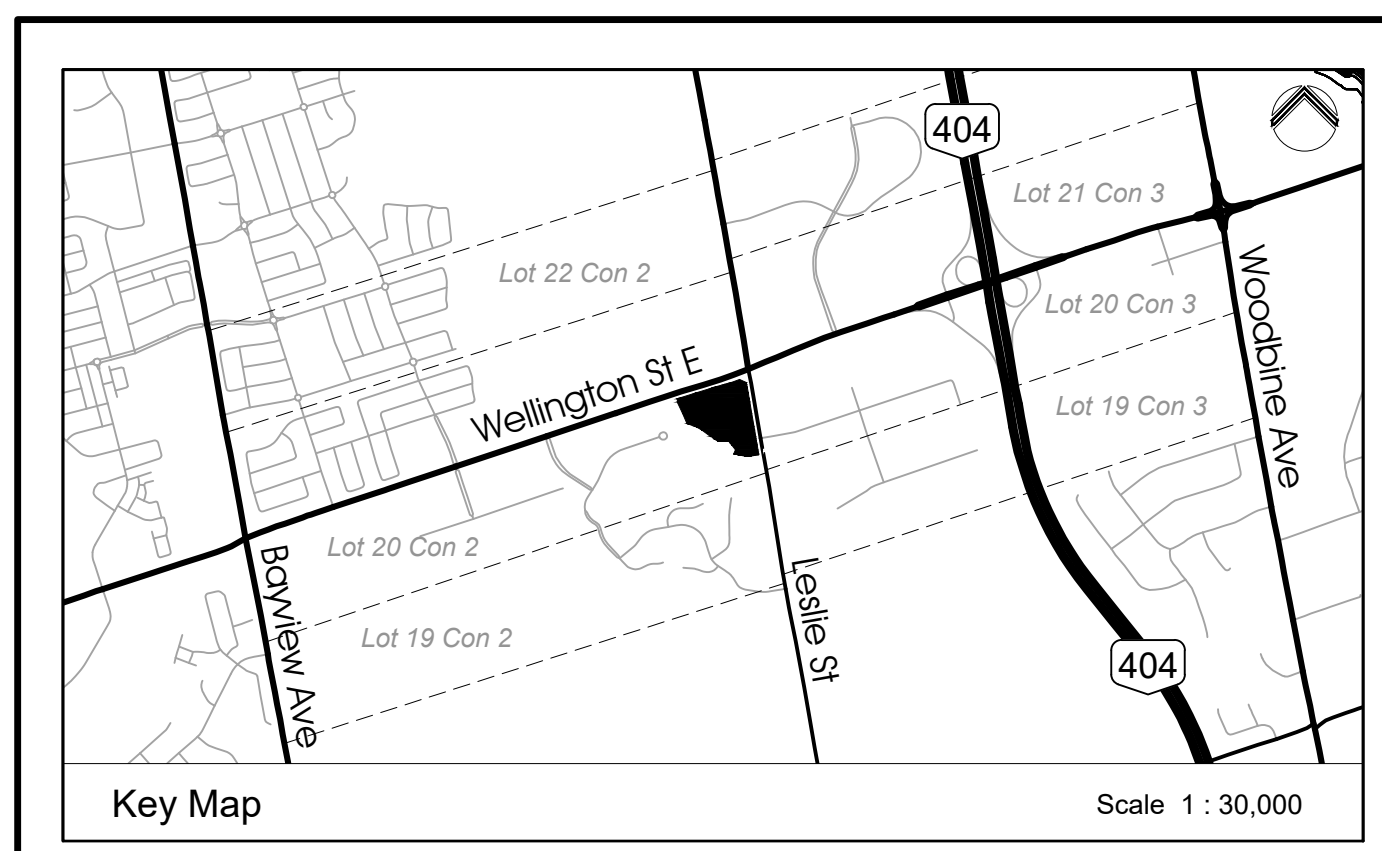 404
Lot 21 Con 3
Lot 22 Con 2
Lot 20 Con 3
Woodbine Ave
Wellington St E
Lot 19 Con 3
Lot 20 Con 2
Bayview Ave
Leslie St
Lot 19 Con 2
404
Key Map
Scale 1 : 30,000